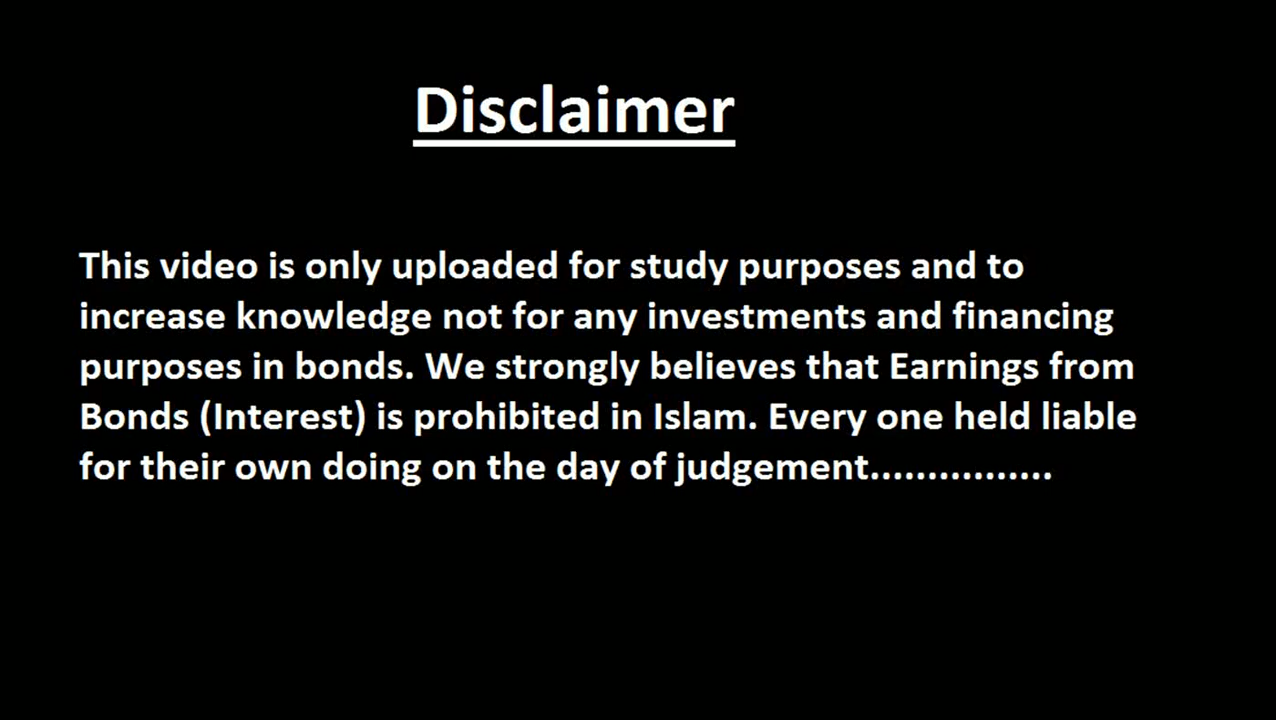 Disclaimer
This video is only uploaded for study purposes and to
increase knowledge not for any investments and financing
purposes in bonds. We strongly believes that Earnings from
Bonds (Interest) is prohibited in Islam. Every one held liable
for their own doing on the day of judgement................